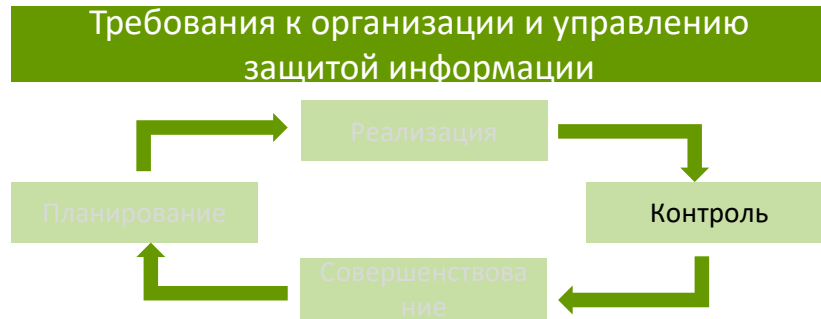 Требования к организации и управлению
защитой информации
Реализация
Планирование
Контроль
Совершенствова
ние